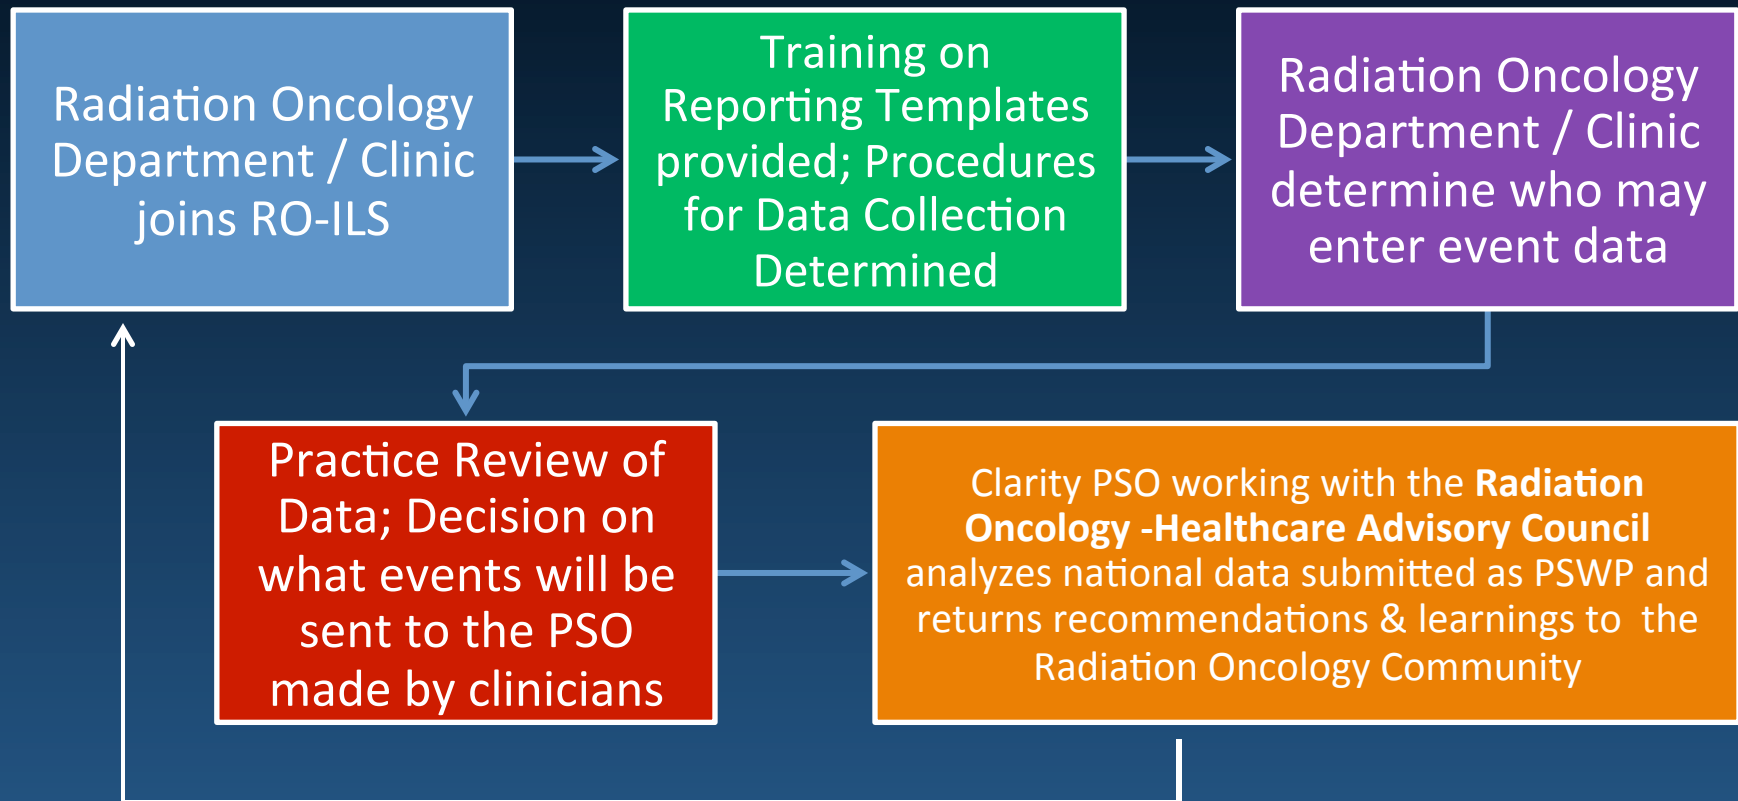 Radiation Oncology
Department / Clinic
joins RO-ILS
Training on
Reporting Templates
provided; Procedures
for Data Collection
Determined
Radiation Oncology
Department / Clinic
determine who may
enter event data
Practice Review of
Data; Decision on
what events will be
sent to the PSO
made by clinicians
Clarity PSO working with the Radiation
Oncology -Healthcare Advisory Council
analyzes national data submitted as PSWP and
returns recommendations & learnings to the
Radiation Oncology Community